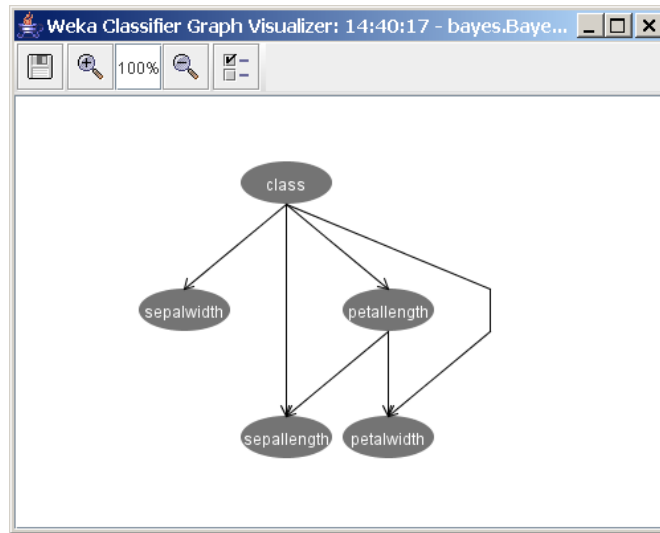 Weka Classifier Graph Visualizer: 14:40:17 - bayes.Baye...
100%
class
sepalwidth petallength
sepallength petalwidth